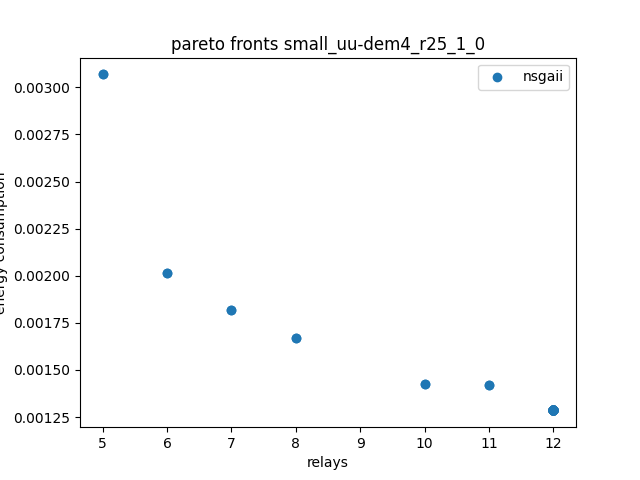 pareto fronts small_uu-dem4_r25_1_0
nsgaii
0.00300
0.00275
0.00250
0.00225
0.00200
0.00175
0.00150
0.00125
energy consumption
5 6 7 8 9 10 11 12
relays